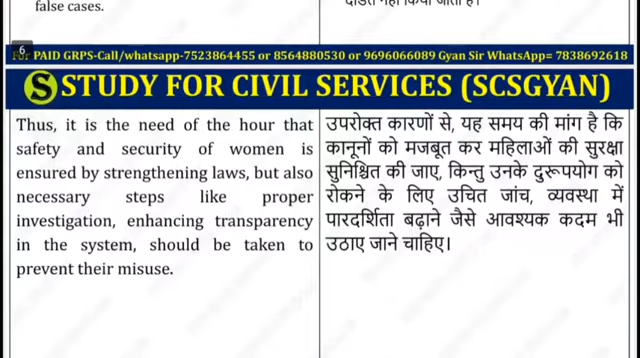 false cases.
दंडित नहीं किया जाता है।
6
For PAID GRPS-Call/whatsapp-7523864455 or 8564880530 or 9696066089 Gyan Sir WhatsApp= 7838692618
S STUDY FOR CIVIL SERVICES (SCSGYAN)
Thus, it is the need of the hour that
safety and security of women is
ensured by strengthening laws, but also
necessary steps like proper
investigation, enhancing transparency
in the system, should be taken to
prevent their misuse.
उपरोक्त कारणों से, यह समय की मांग है कि
कानूनों को मजबूत कर महिलाओं की सुरक्षा
सुनिश्चित की जाए, किन्तु उनके दुरूपयोग को
रोकने के लिए उचित जांच, व्यवस्था में
पारदर्शिता बढ़ाने जैसे आवश्यक कदम भी
उठाए जाने चाहिए।